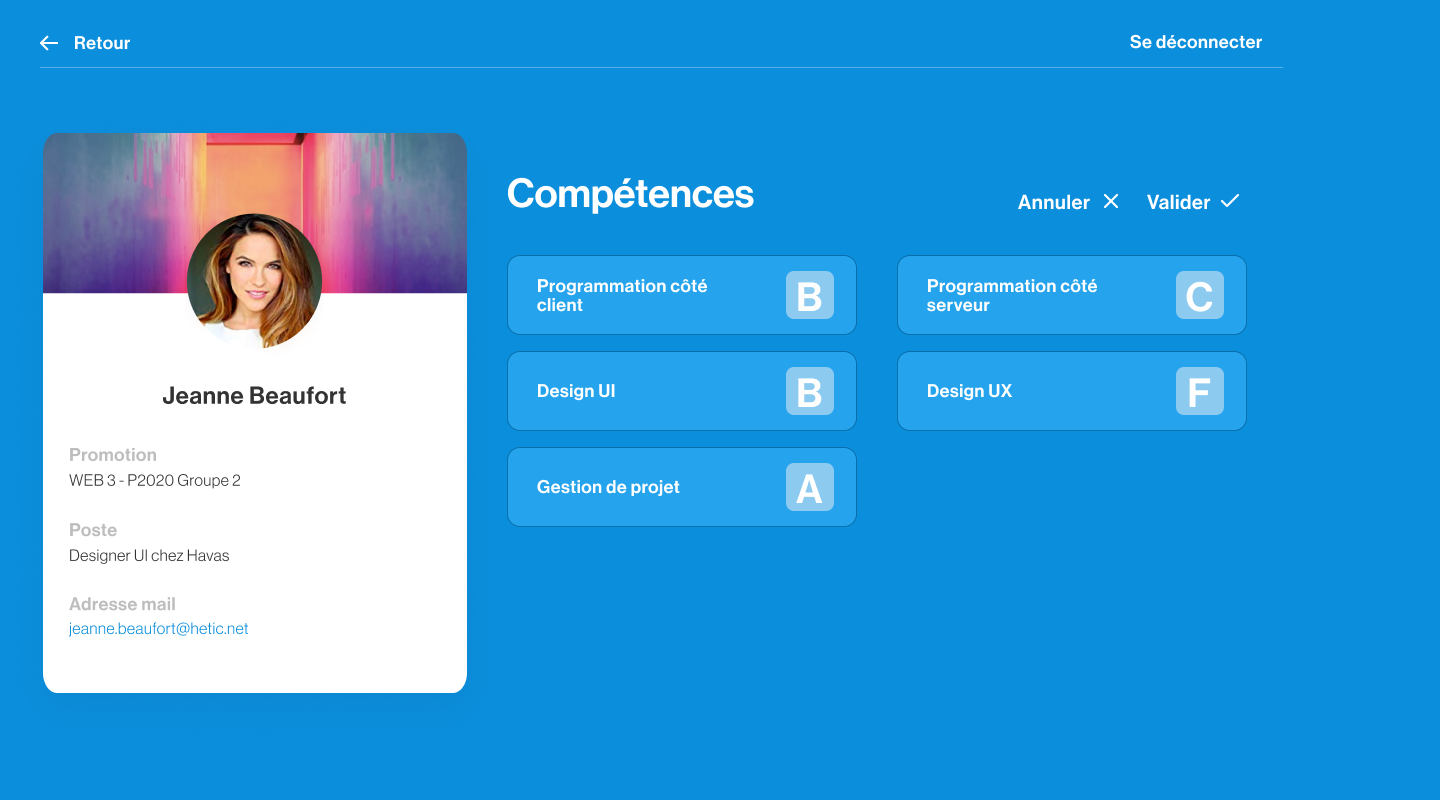 Retour
Se déconnecter
Jeanne Beaufort
Promotion
WEB 3 - P2020 Groupe 2
Poste
Designer UI chez Havas
Adresse mail
jeanne.beaufort@hetic.net
Compétences
Annuler
Valider
Programmation côté
client
B
Programmation côté
serveur
C
Design UI
B
Design UX
F
Gestion de projet
A